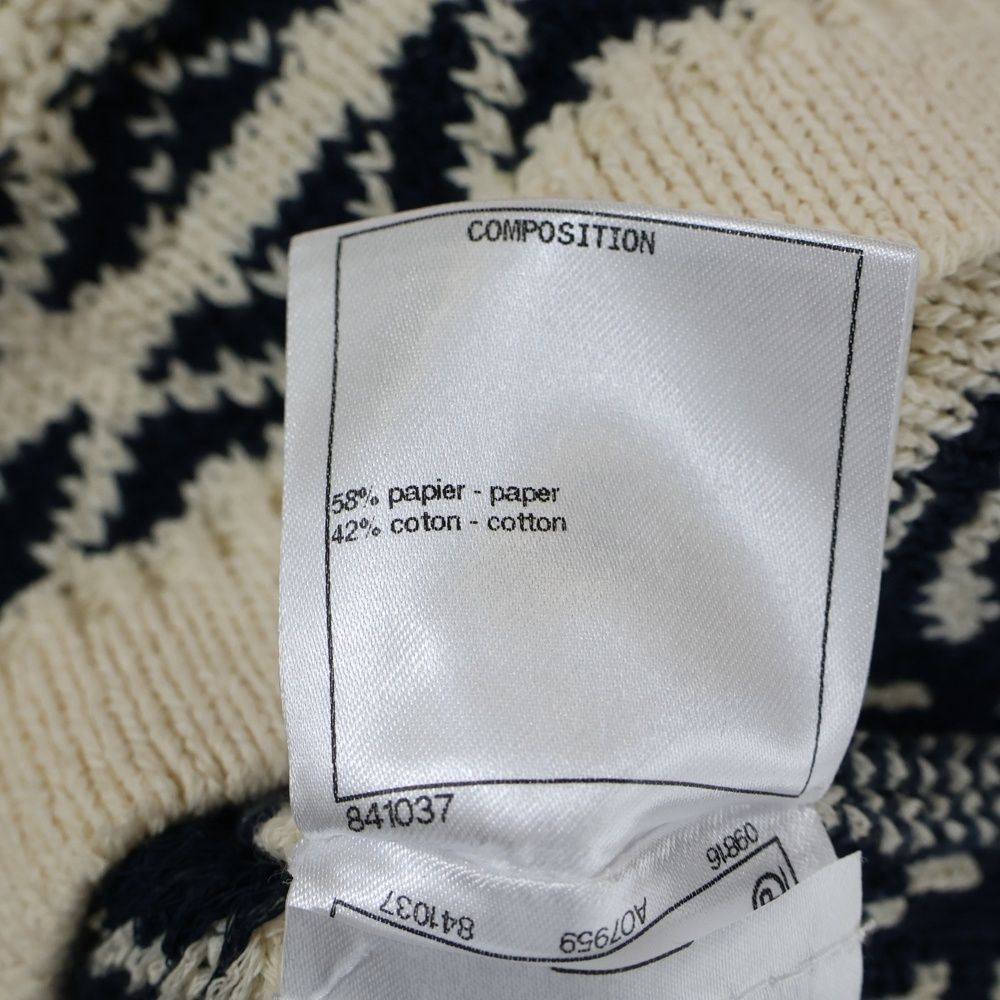 COMPOSITION
58% papier - paper
42% coton - cotton
841037
09816
A07959
841037